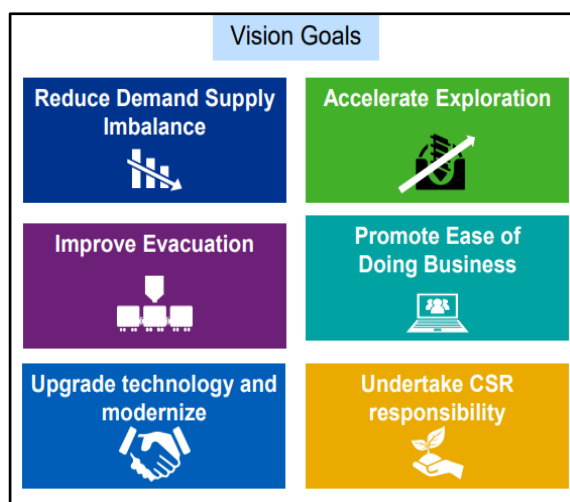 Vision Goals
Reduce Demand Supply
Imbalance
Accelerate Exploration
Improve Evacuation
Promote Ease of
Doing Business
Upgrade technology and
modernize
Undertake CSR
responsibility